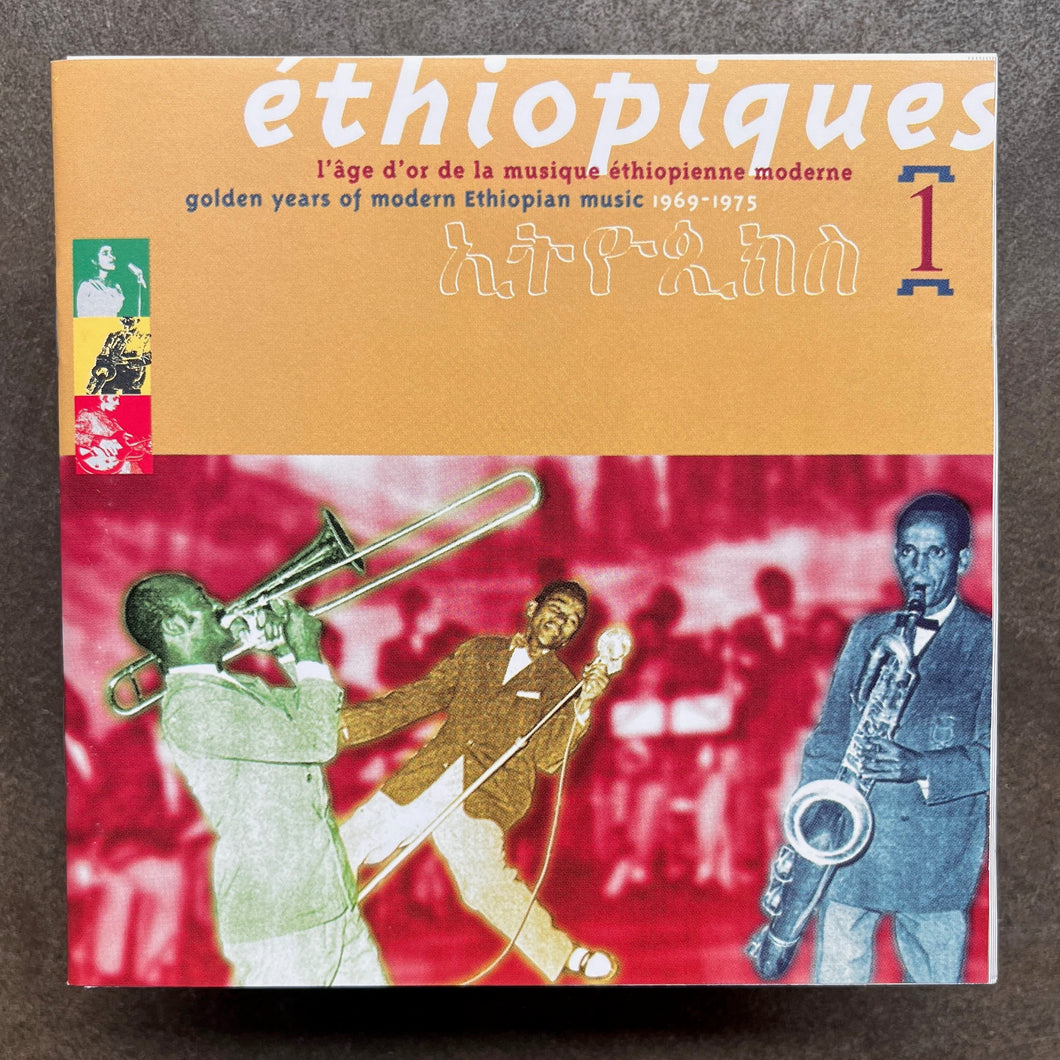 éthiopiques
l'âge d'or de la musique éthiopienne moderne
golden years of modern Ethiopian music 1969-1975
ኢትዮጲክስ
1